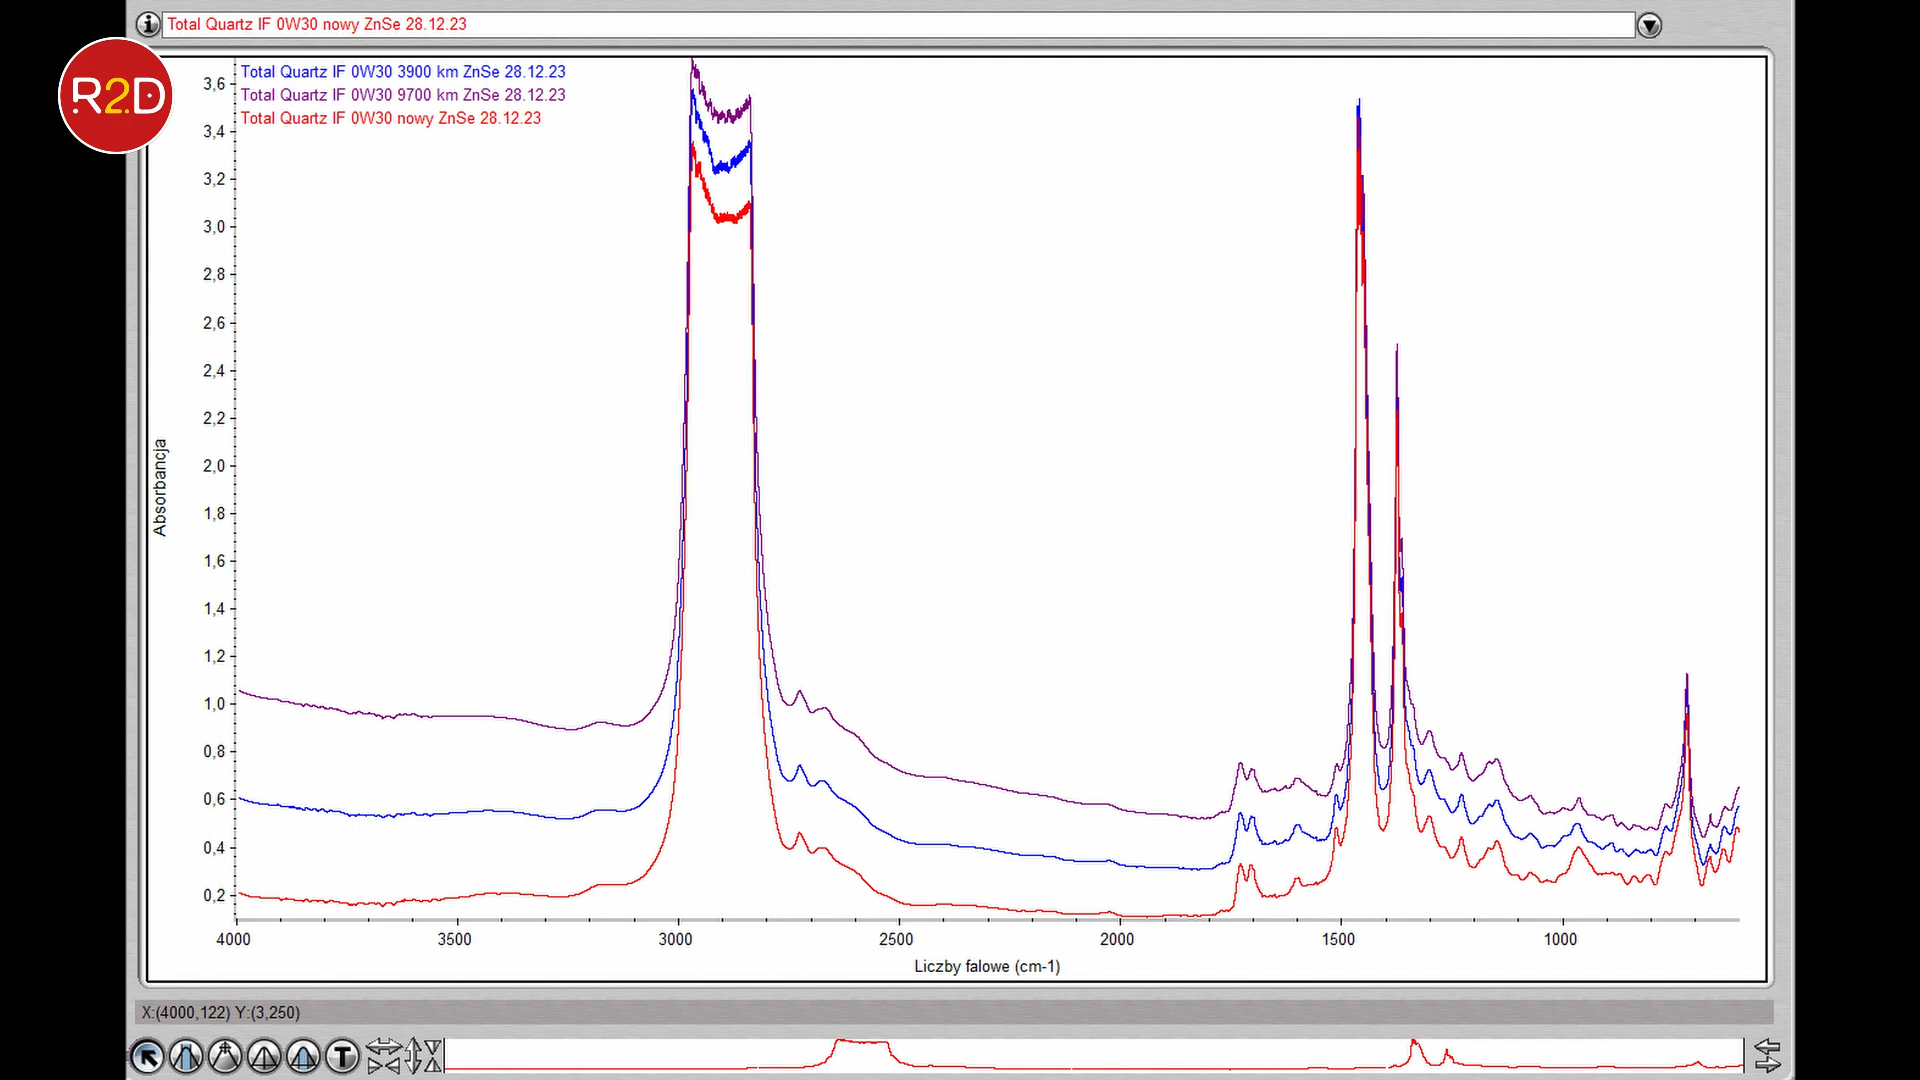 Total Quartz IF 0W30 nowy ZnSe 28.12.23
R2D
Total Quartz IF 0W30 3900 km ZnSe 28.12.23
Total Quartz IF 0W30 9700 km ZnSe 28.12.23
Total Quartz IF 0W30 nowy ZnSe 28.12.23
3,6
3,4
3,2
3,0
2,8
2,6
2,4
2,2
2,0
1,8
1,6
1,4
1,2
1,0
0,8
0,6
0,4
0,2
Absorbancja
4000 3500 3000 2500 2000 1500 1000
Liczby falowe (cm-1)
X:(4000,122) Y:(3,250)
T